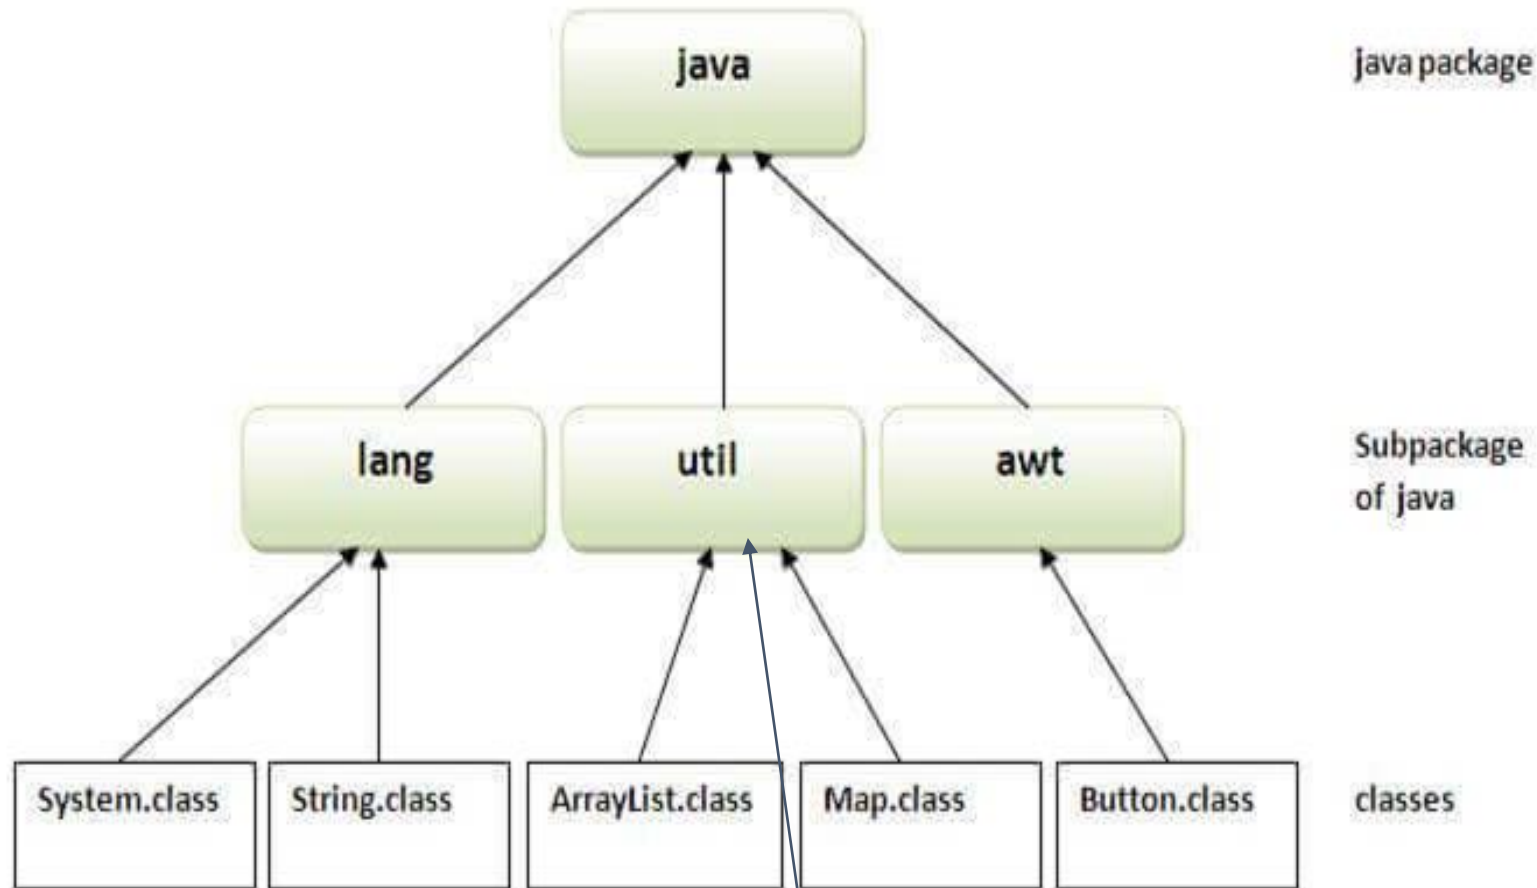 java
java package
lang
util
awt
Subpackage
of java
System.class
String.class
ArrayList.class
Map.class
Button.class
classes